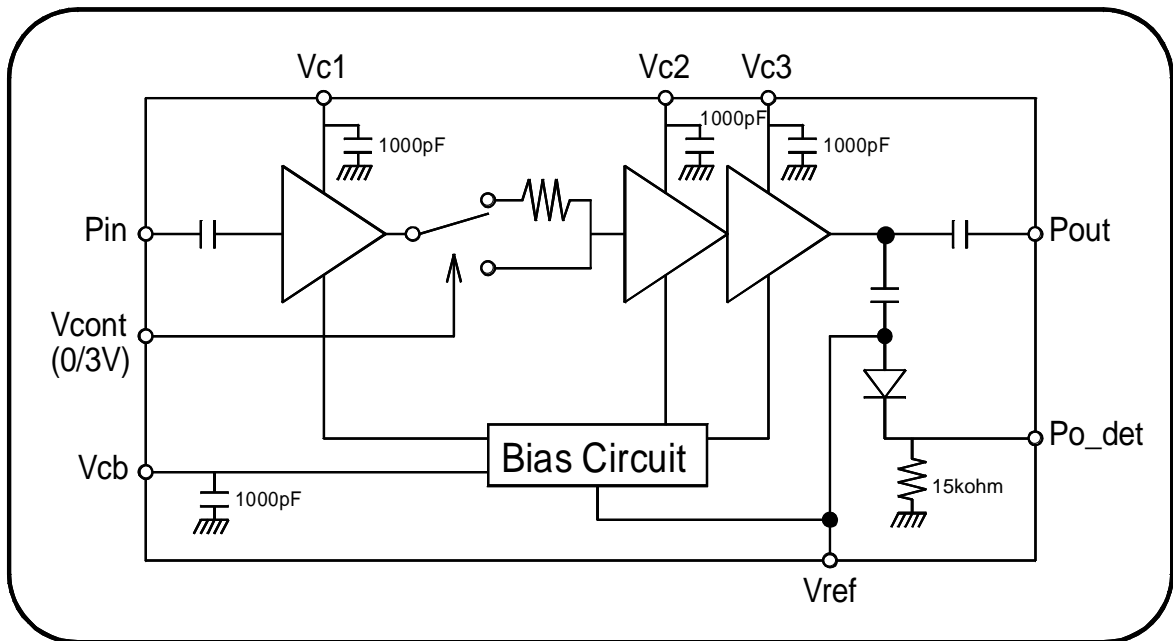 Vc1
Vc2
Vc3
1000pF
1000pF
1000pF
Pin
Pout
Vcont
(0/3V)
Bias Circuit
Po_det
Vcb
1000pF
15kohm
Vref